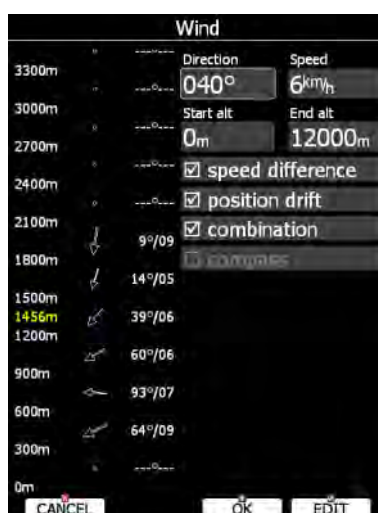 Wind
Direction Speed
040° 6km/h
Start alt End alt
0m 12000m
speed difference
position drift
combination
compass
3300m
---°---
---°---
3000m
---°---
2700m
---°---
2400m
---°---
2100m
9°/09
1800m
14°/05
1500m
1456m 39°/06
1200m
60°/06
900m
93°/07
600m
64°/09
300m
---°---
0m
CANCEL OK EDIT